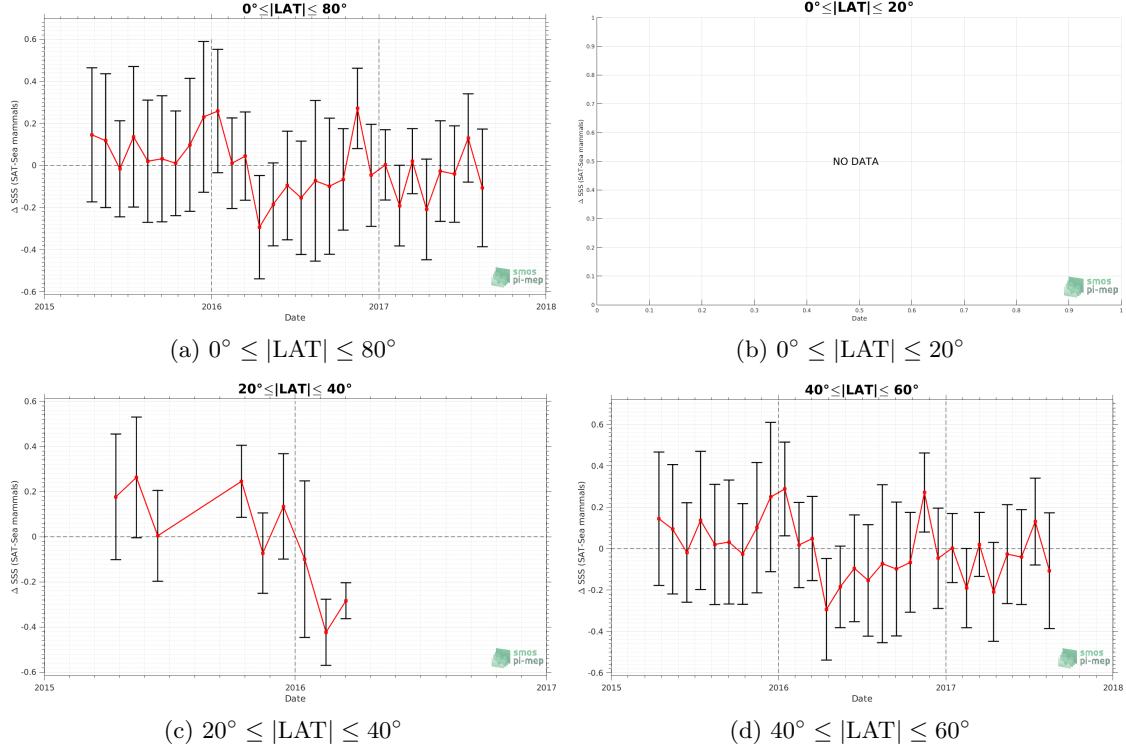 0°≤|LAT|≤ 80°
Δ SSS (SAT-Sea mammals)
0.6
0.4
0.2
0
-0.2
-0.4
-0.6
2015
2016
2017
2018
Date
smos
pi-mep
(a) 0° ≤ |LAT| ≤ 80°
0°≤|LAT|≤ 20°
Δ SSS (SAT-Sea mammals)
1
0.9
0.8
0.7
0.6
0.5
0.4
0.3
0.2
0.1
0
NO DATA
0
0.1
0.2
0.3
0.4
0.5
0.6
0.7
0.8
0.9
1
Date
smos
pi-mep
(b) 0° ≤ |LAT| ≤ 20°
20°≤|LAT|≤ 40°
Δ SSS (SAT-Sea mammals)
0.6
0.4
0.2
0
-0.2
-0.4
-0.6
2015
2016
2017
Date
smos
pi-mep
(c) 20° ≤ |LAT| ≤ 40°
40°≤|LAT|≤ 60°
Δ SSS (SAT-Sea mammals)
0.6
0.4
0.2
0
-0.2
-0.4
-0.6
2015
2016
2017
2018
Date
smos
pi-mep
(d) 40° ≤ |LAT| ≤ 60°